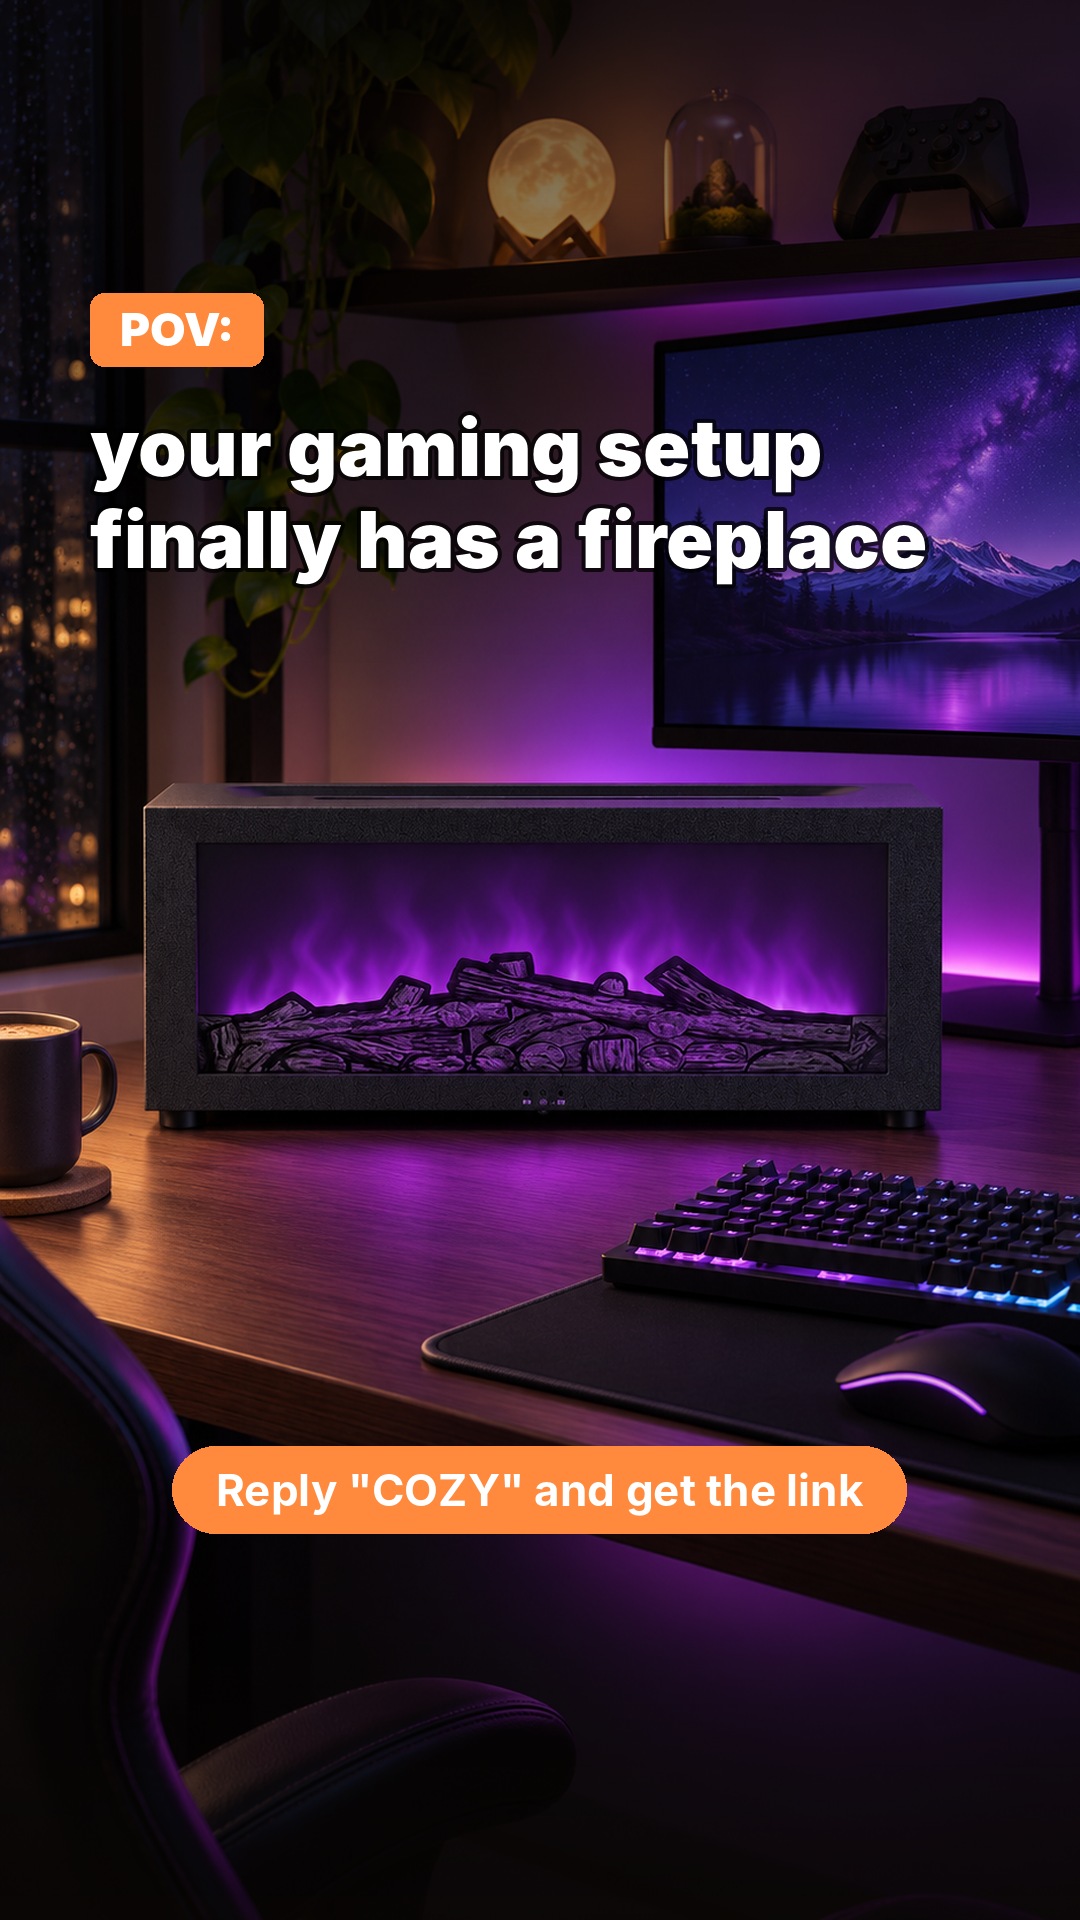 POV:
your gaming setup
finally has a fireplace
Reply "COZY" and get the link